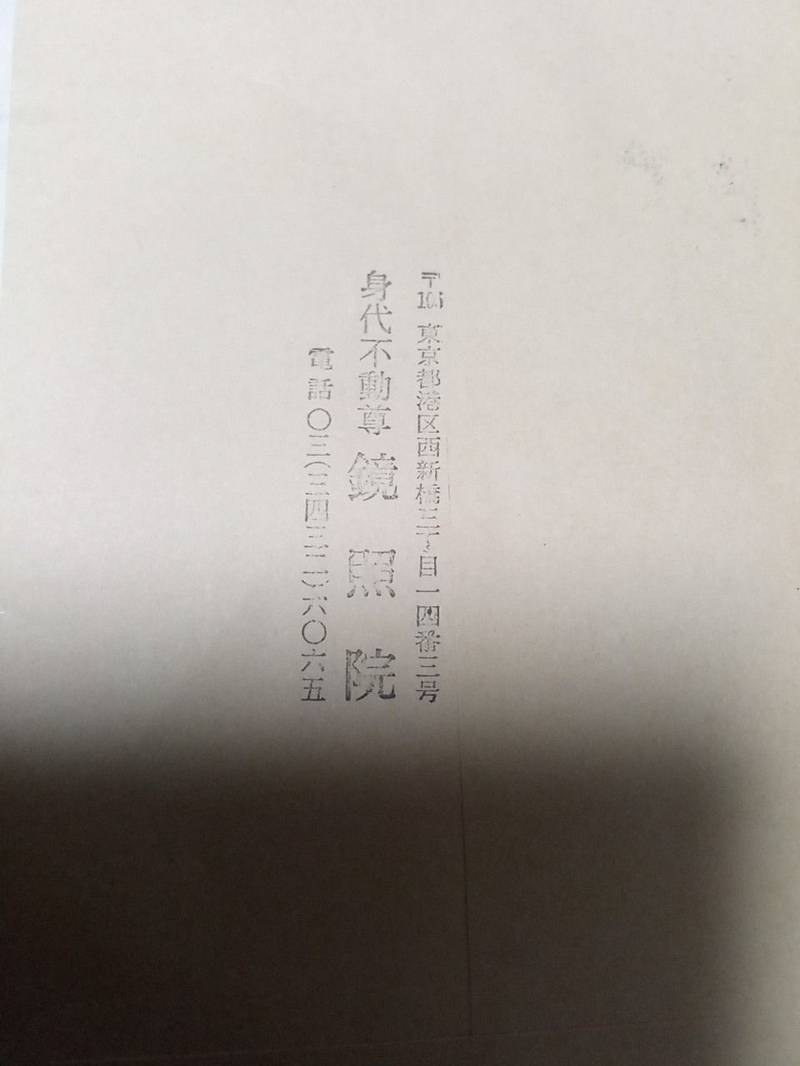 〒105 東京都港区西新橋三丁目一四番三号
身代不動尊 鏡照院
電話〇三(三四三二)六〇六五